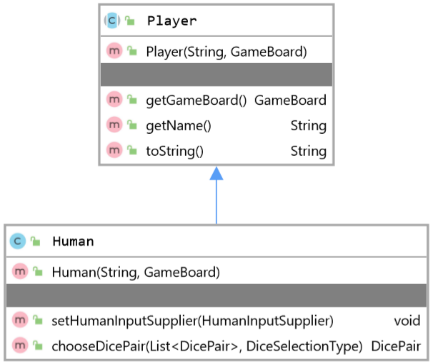 C Player
m Player(String, GameBoard)
m getGameBoard() GameBoard
m getName() String
m toString() String
C Human
m Human(String, GameBoard)
m setHumanInputSupplier(HumanInputSupplier) void
m chooseDicePair(List<DicePair>, DiceSelectionType) DicePair